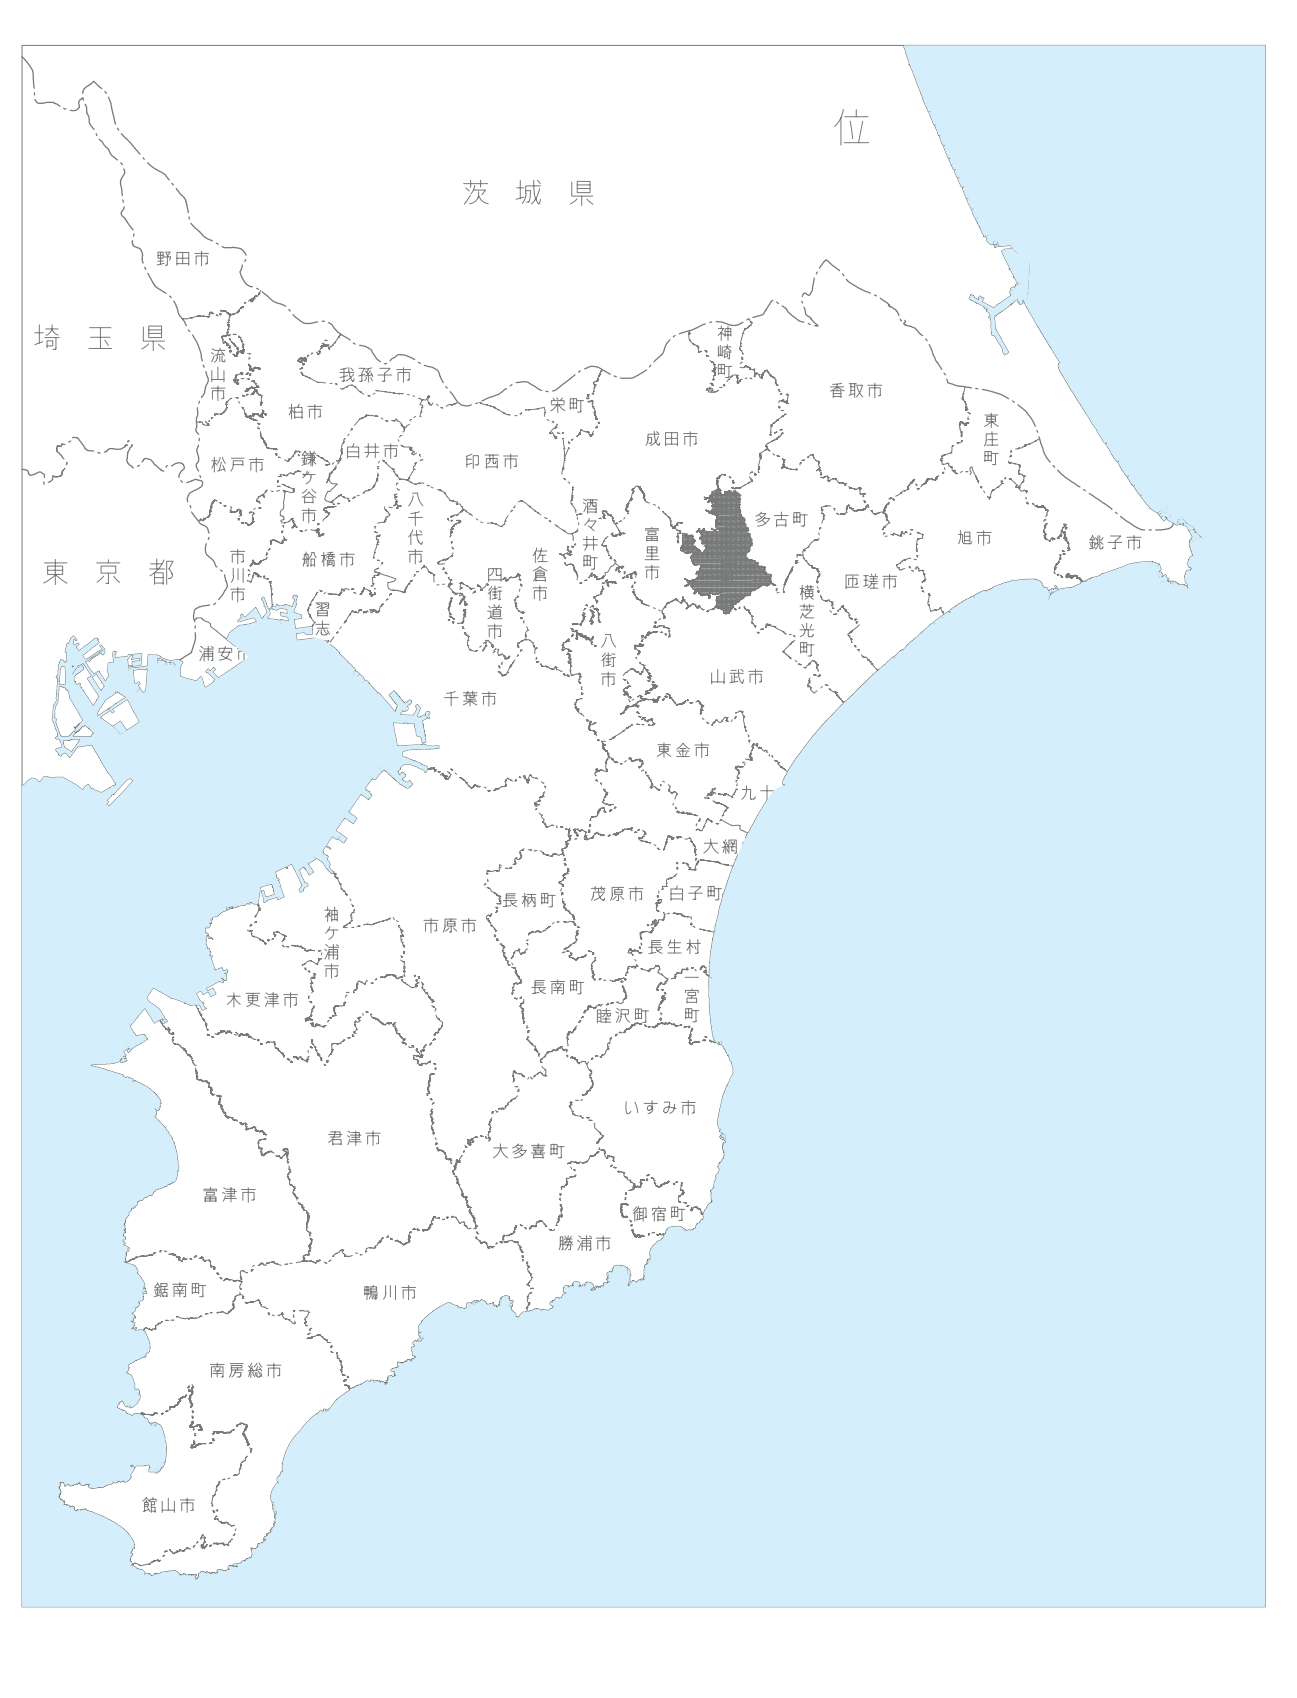 位
茨城県
野田市
埼玉県
神崎町
流山市
我孫子市
香取市
栄町
柏市
東庄町
成田市
白井市
松戸市
鎌ケ谷市
印西市
八千代市
酒々井町
多古町
富里市
旭市
銚子市
市川市
船橋市
佐倉市
東京都
四街道市
匝瑳市
横芝光町
習志
八街市
浦安市
山武市
千葉市
東金市
九十
大網
長柄町
茂原市
白子町
袖ケ浦市
市原市
長生村
長南町
一宮町
木更津市
睦沢町
いすみ市
君津市
大多喜町
富津市
御宿町
勝浦市
鋸南町
鴨川市
南房総市
館山市